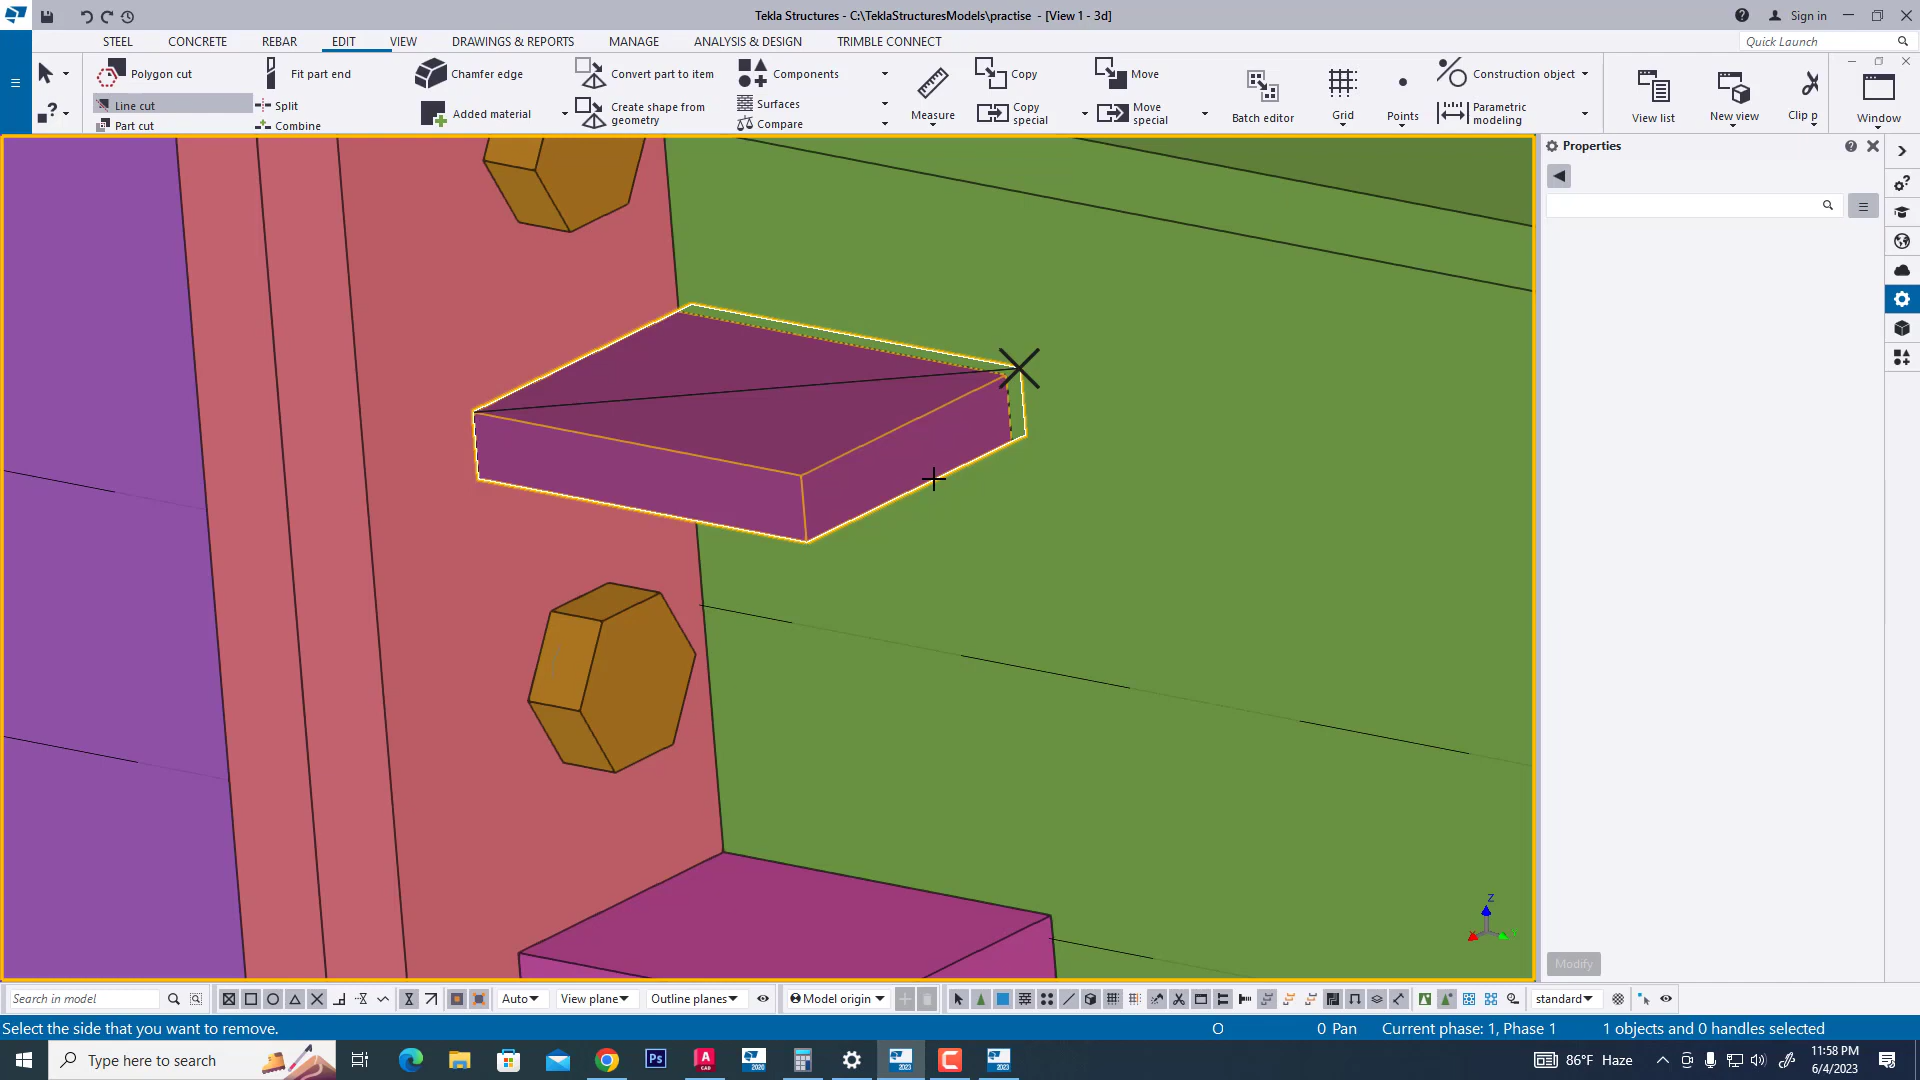 Tekla Structures - C:\TeklaStructuresModels\practise - [View 1 - 3d]
Sign in
STEEL CONCRETE REBAR EDIT VIEW DRAWINGS & REPORTS MANAGE ANALYSIS & DESIGN TRIMBLE CONNECT
Quick Launch
Polygon cut
Line cut
Part cut
Fit part end
Split
Combine
Chamfer edge
Added material
Convert part to item
Create shape from
geometry
Components
Surfaces
Compare
Measure
Copy
Copy
special
Move
Move
special
Batch editor
Grid
Points
Construction object
Parametric
modeling
View list
New view
Clip p
Window
Properties
Modify
Z
Search in model
Auto
View plane
Outline planes
Model origin
standard
Select the side that you want to remove.
O
0 Pan
Current phase: 1, Phase 1
1 objects and 0 handles selected
Type here to search
Ps
A
CAD
2020
2023
2023
86°F Haze
11:58 PM
6/4/2023